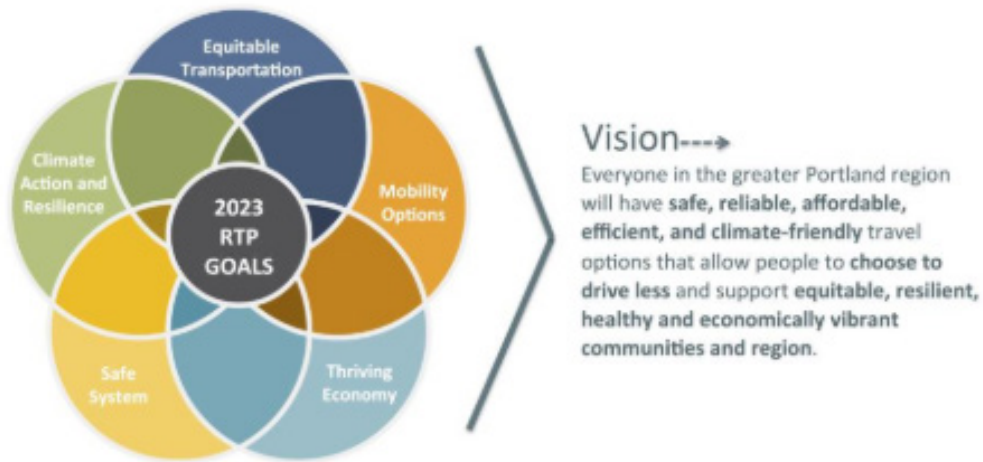 Equitable
Transportation
Climate
Action and
Resilience
Mobility
Options
2023
RTP
GOALS
Safe
System
Thriving
Economy
Vision---->
Everyone in the greater Portland region
will have safe, reliable, affordable,
efficient, and climate-friendly travel
options that allow people to choose to
drive less and support equitable, resilient,
healthy and economically vibrant
communities and region.